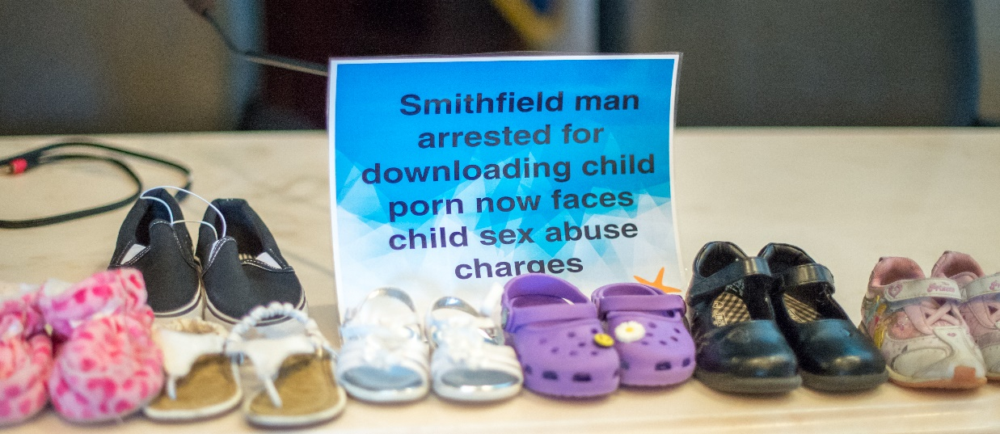 Smithfield man
arrested for
downloading child
porn now faces
child sex abuse
charges